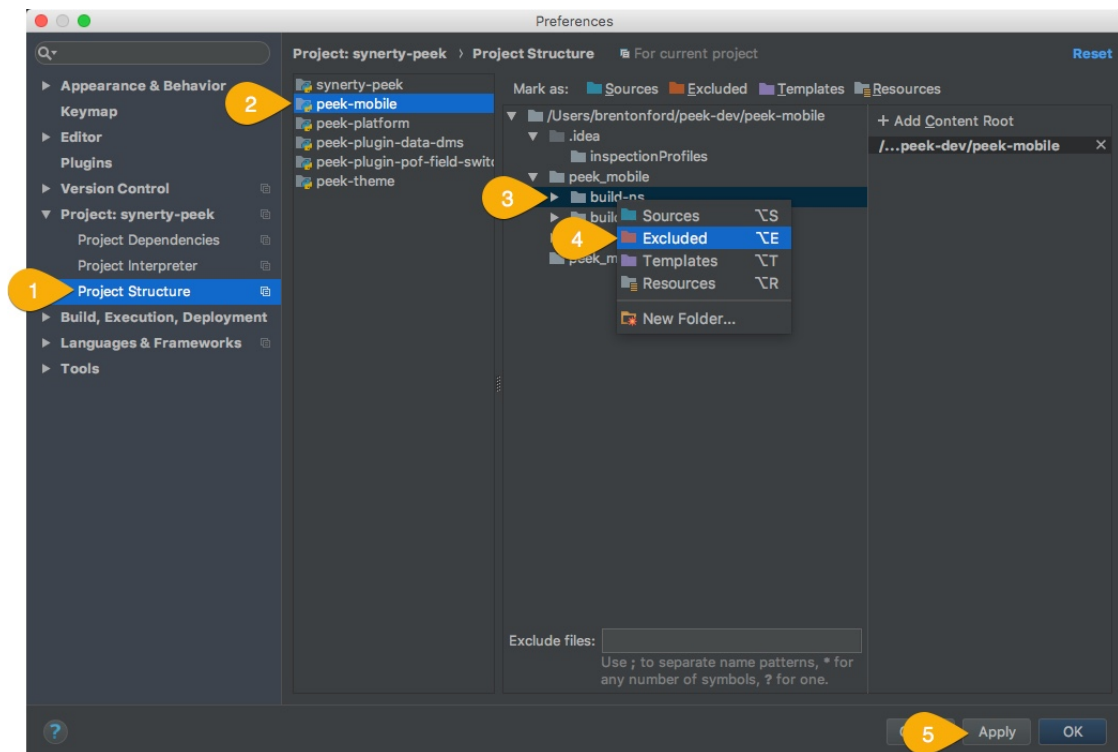 Preferences
Project: synerty-peek › Project Structure For current project Reset
Appearance & Behavior
Keymap
Editor
Plugins
Version Control
Project: synerty-peek
Project Dependencies
Project Interpreter
Project Structure
Build, Execution, Deployment
Languages & Frameworks
Tools
1
2
synerty-peek
peek-mobile
peek-platform
peek-plugin-data-dms
peek-plugin-pof-field-switc
peek-theme
Mark as: Sources Excluded Templates Resources
/Users/brentonford/peek-dev/peek-mobile
.idea
inspectionProfiles
peek_mobile
3
build-ns
buil
peek_m
4
Sources ⌥S
Excluded ⌥E
Templates ⌥T
Resources ⌥R
New Folder...
+ Add Content Root
/...peek-dev/peek-mobile ×
Exclude files:
Use ; to separate name patterns, * for
any number of symbols, ? for one.
?
5
Apply
OK